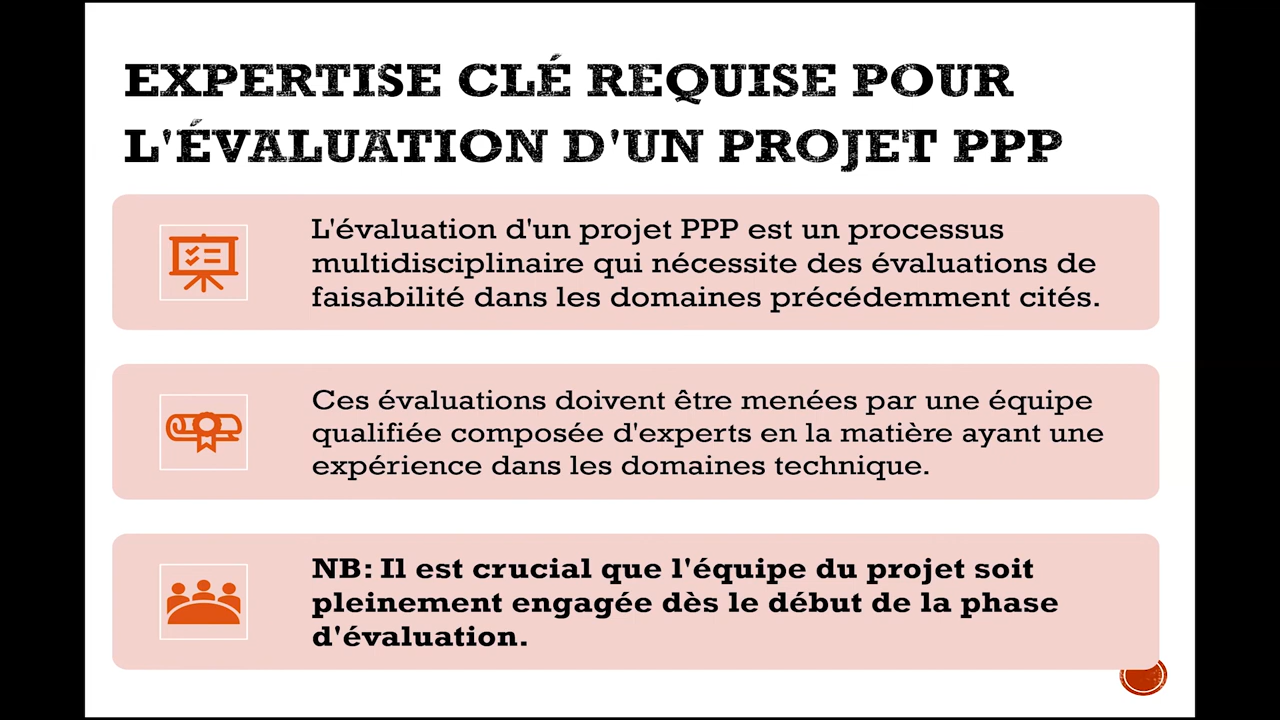 EXPERTISE CLÉ REQUISE POUR
L'ÉVALUATION D'UN PROJET PPP
L'évaluation d'un projet PPP est un processus
multidisciplinaire qui nécessite des évaluations de
faisabilité dans les domaines précédemment cités.
Ces évaluations doivent être menées par une équipe
qualifiée composée d'experts en la matière ayant une
expérience dans les domaines technique.
NB: Il est crucial que l'équipe du projet soit
pleinement engagée dès le début de la phase
d'évaluation.